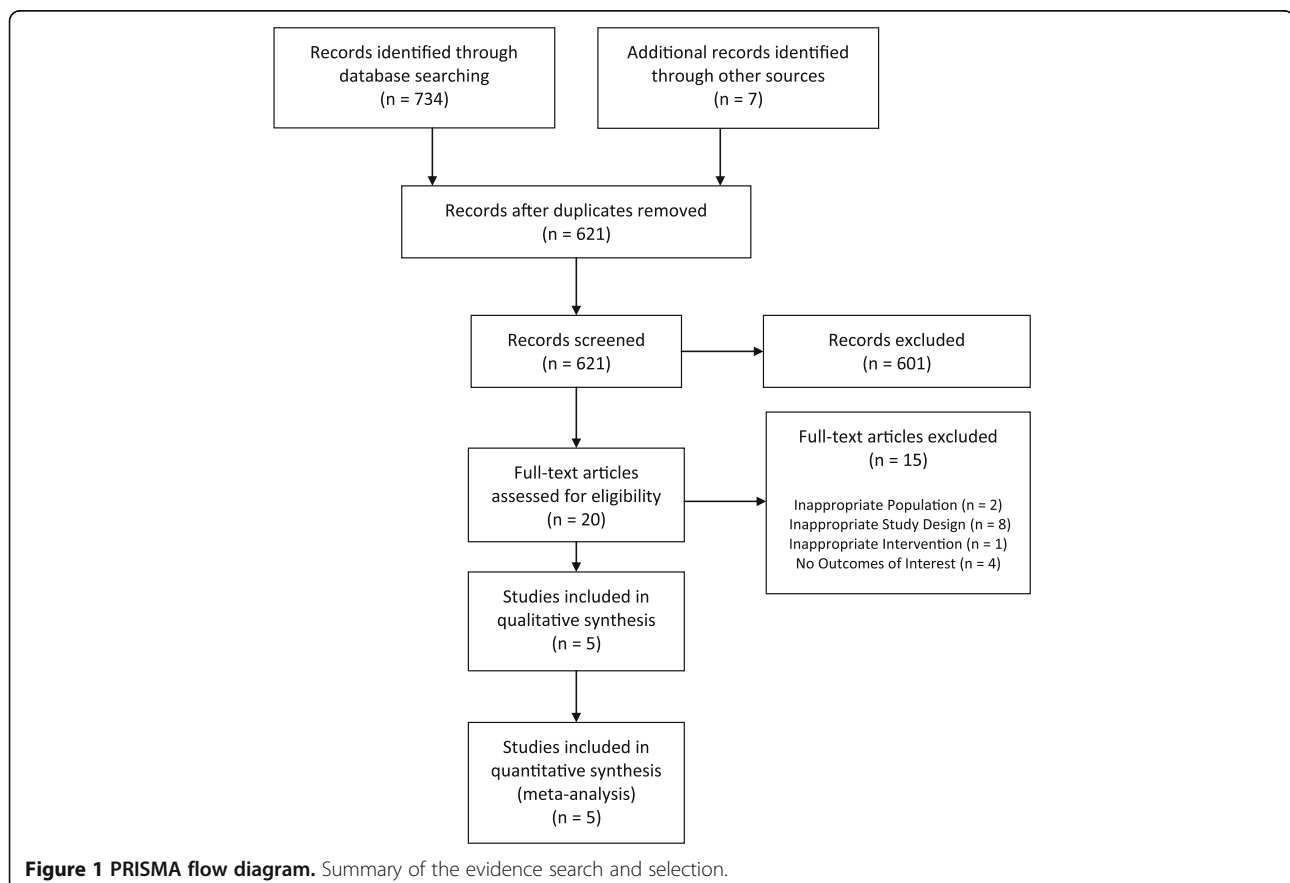 Records identified through
database searching
(n = 734)
Additional records identified
through other sources
(n = 7)
Records after duplicates removed
(n = 621)
Records screened
(n = 621)
Records excluded
(n = 601)
Full-text articles
assessed for eligibility
(n = 20)
Full-text articles excluded
(n = 15)
Inappropriate Population (n = 2)
Inappropriate Study Design (n = 8)
Inappropriate Intervention (n = 1)
No Outcomes of Interest (n = 4)
Studies included in
qualitative synthesis
(n = 5)
Studies included in
quantitative synthesis
(meta-analysis)
(n = 5)
Figure 1 PRISMA flow diagram. Summary of the evidence search and selection.